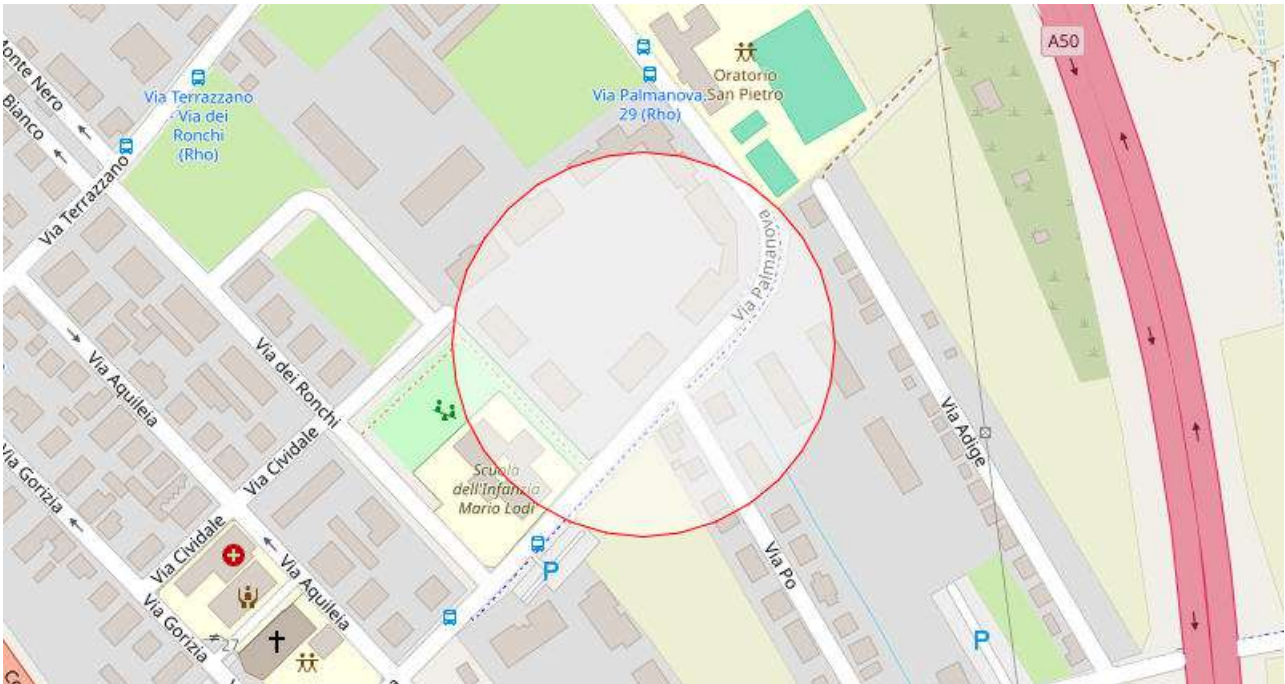 A50
Oratorio
San Pietro
Via Palmanova,
29 (Rho)
Via Terrazzano
- Via dei
Ronchi
(Rho)
Monte Nero
Bianco
Via Terrazzano
Via Palmanova
Via dei Ronchi
Via Aquileia
Via Adige
Via Cividale
Via Gorizia
Scuola
dell'Infanzia
Mario Lodi
Via Cividale
Via Aquileia
Via Po
P
Via Gorizia
27
P